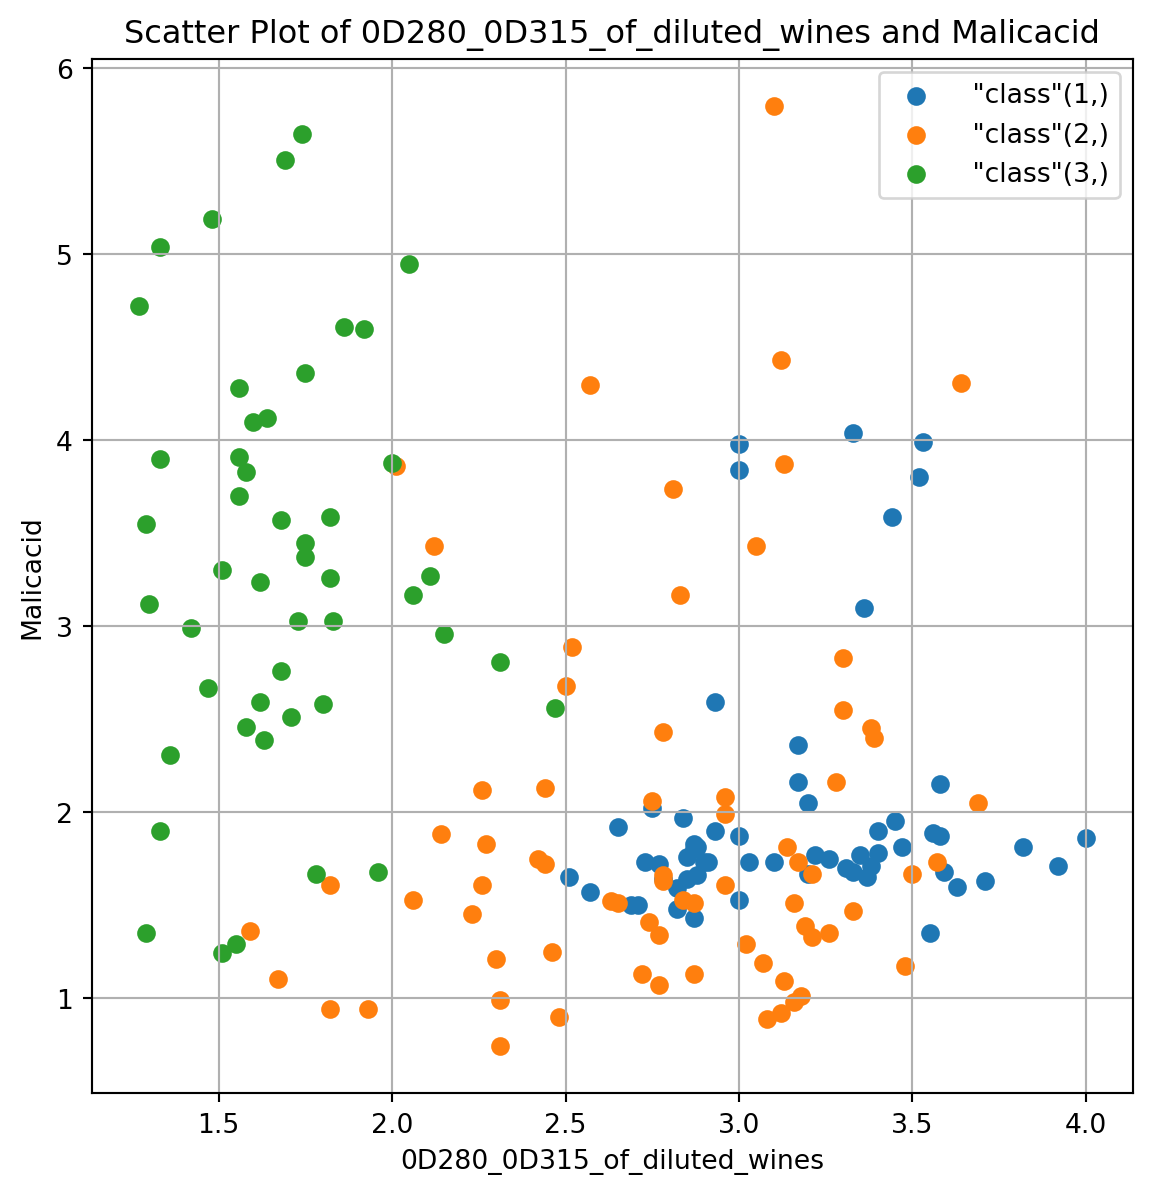 Scatter Plot of 0D280_0D315_of_diluted_wines and Malicacid
"class"(1,)
"class"(2,)
"class"(3,)
6
5
4
3
2
1
Malicacid
1.5 2.0 2.5 3.0 3.5 4.0
0D280_0D315_of_diluted_wines